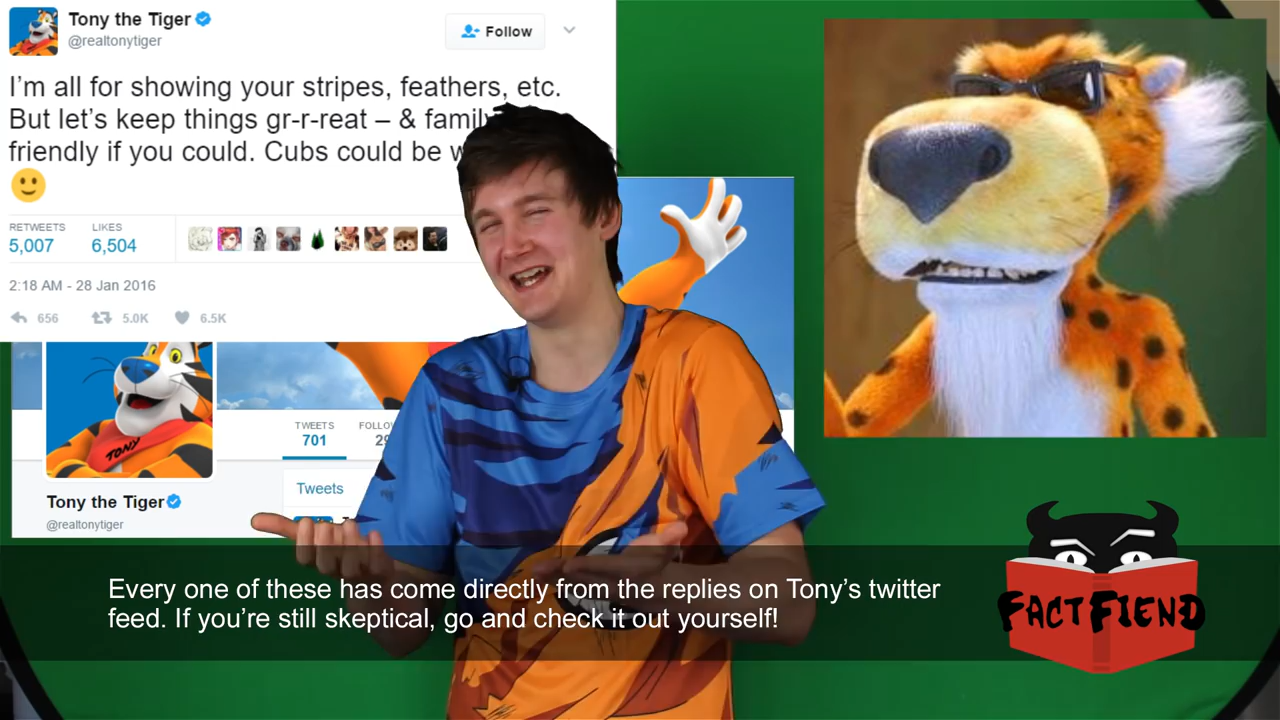 Tony the Tiger
@realtonytiger
Follow
I'm all for showing your stripes, feathers, etc.
But let's keep things gr-r-reat – & family
friendly if you could. Cubs could be
RETWEETS LIKES
5,007 6,504
2:18 AM - 28 Jan 2016
656 5.0K 6.5K
TONY
TWEETS
701
Tony the Tiger
@realtonytiger
Tweets
Every one of these has come directly from the replies on Tony's twitter
feed. If you're still skeptical, go and check it out yourself!
FACT FIEND